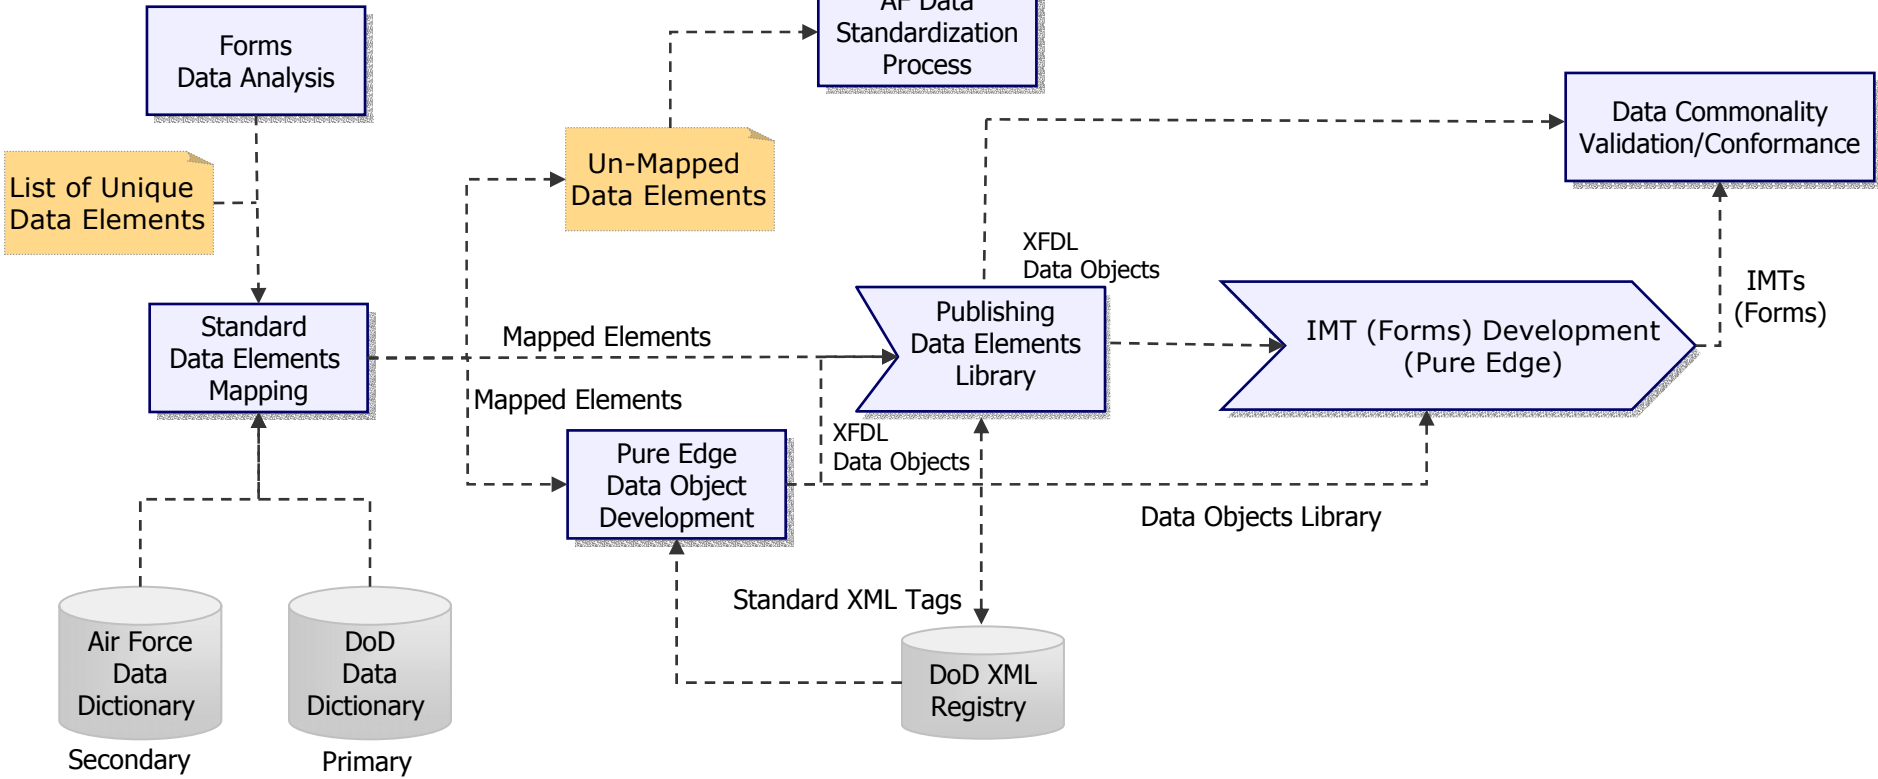 AF Data
Standardization
Process
Forms
Data Analysis
Data Commonality
Validation/Conformance
List of Unique
Data Elements
Un-Mapped
Data Elements
XFDL
Data Objects
IMTs
(Forms)
Standard
Data Elements
Mapping
Mapped Elements
Publishing
Data Elements
Library
IMT (Forms) Development
(Pure Edge)
Mapped Elements
XFDL
Data Objects
Pure Edge
Data Object
Development
Data Objects Library
Standard XML Tags
Air Force
Data
Dictionary
DoD
Data
Dictionary
DoD XML
Registry
Secondary
Primary